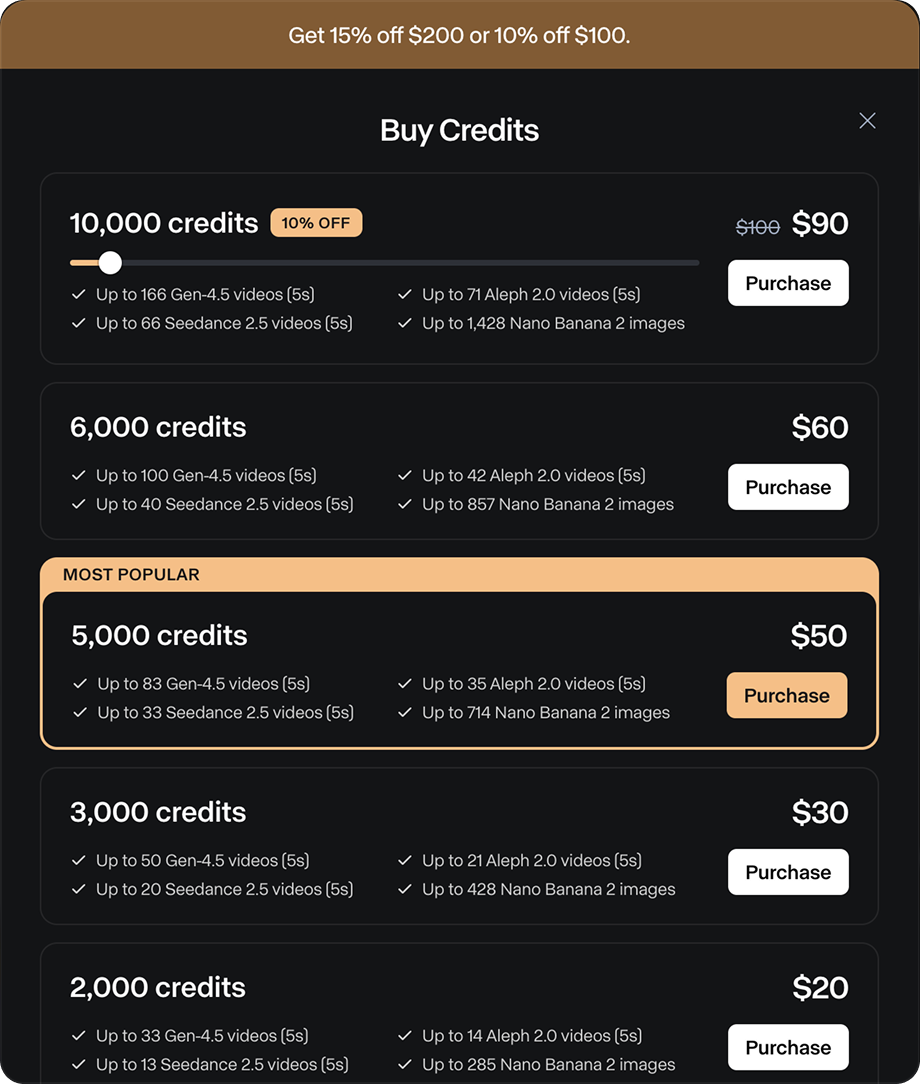 Get 15% off $200 or 10% off $100.
Buy Credits
10,000 credits 10% OFF $100 $90
Purchase
Up to 166 Gen-4.5 videos (5s) Up to 71 Aleph 2.0 videos (5s)
Up to 66 Seedance 2.5 videos (5s) Up to 1,428 Nano Banana 2 images
6,000 credits $60
Up to 100 Gen-4.5 videos (5s) Up to 42 Aleph 2.0 videos (5s)
Purchase
Up to 40 Seedance 2.5 videos (5s) Up to 857 Nano Banana 2 images
MOST POPULAR
5,000 credits $50
Up to 83 Gen-4.5 videos (5s) Up to 35 Aleph 2.0 videos (5s)
Purchase
Up to 33 Seedance 2.5 videos (5s) Up to 714 Nano Banana 2 images
3,000 credits $30
Up to 50 Gen-4.5 videos (5s) Up to 21 Aleph 2.0 videos (5s)
Purchase
Up to 20 Seedance 2.5 videos (5s) Up to 428 Nano Banana 2 images
2,000 credits $20
Up to 33 Gen-4.5 videos (5s) Up to 14 Aleph 2.0 videos (5s)
Purchase
Up to 13 Seedance 2.5 videos (5s) Up to 285 Nano Banana 2 images